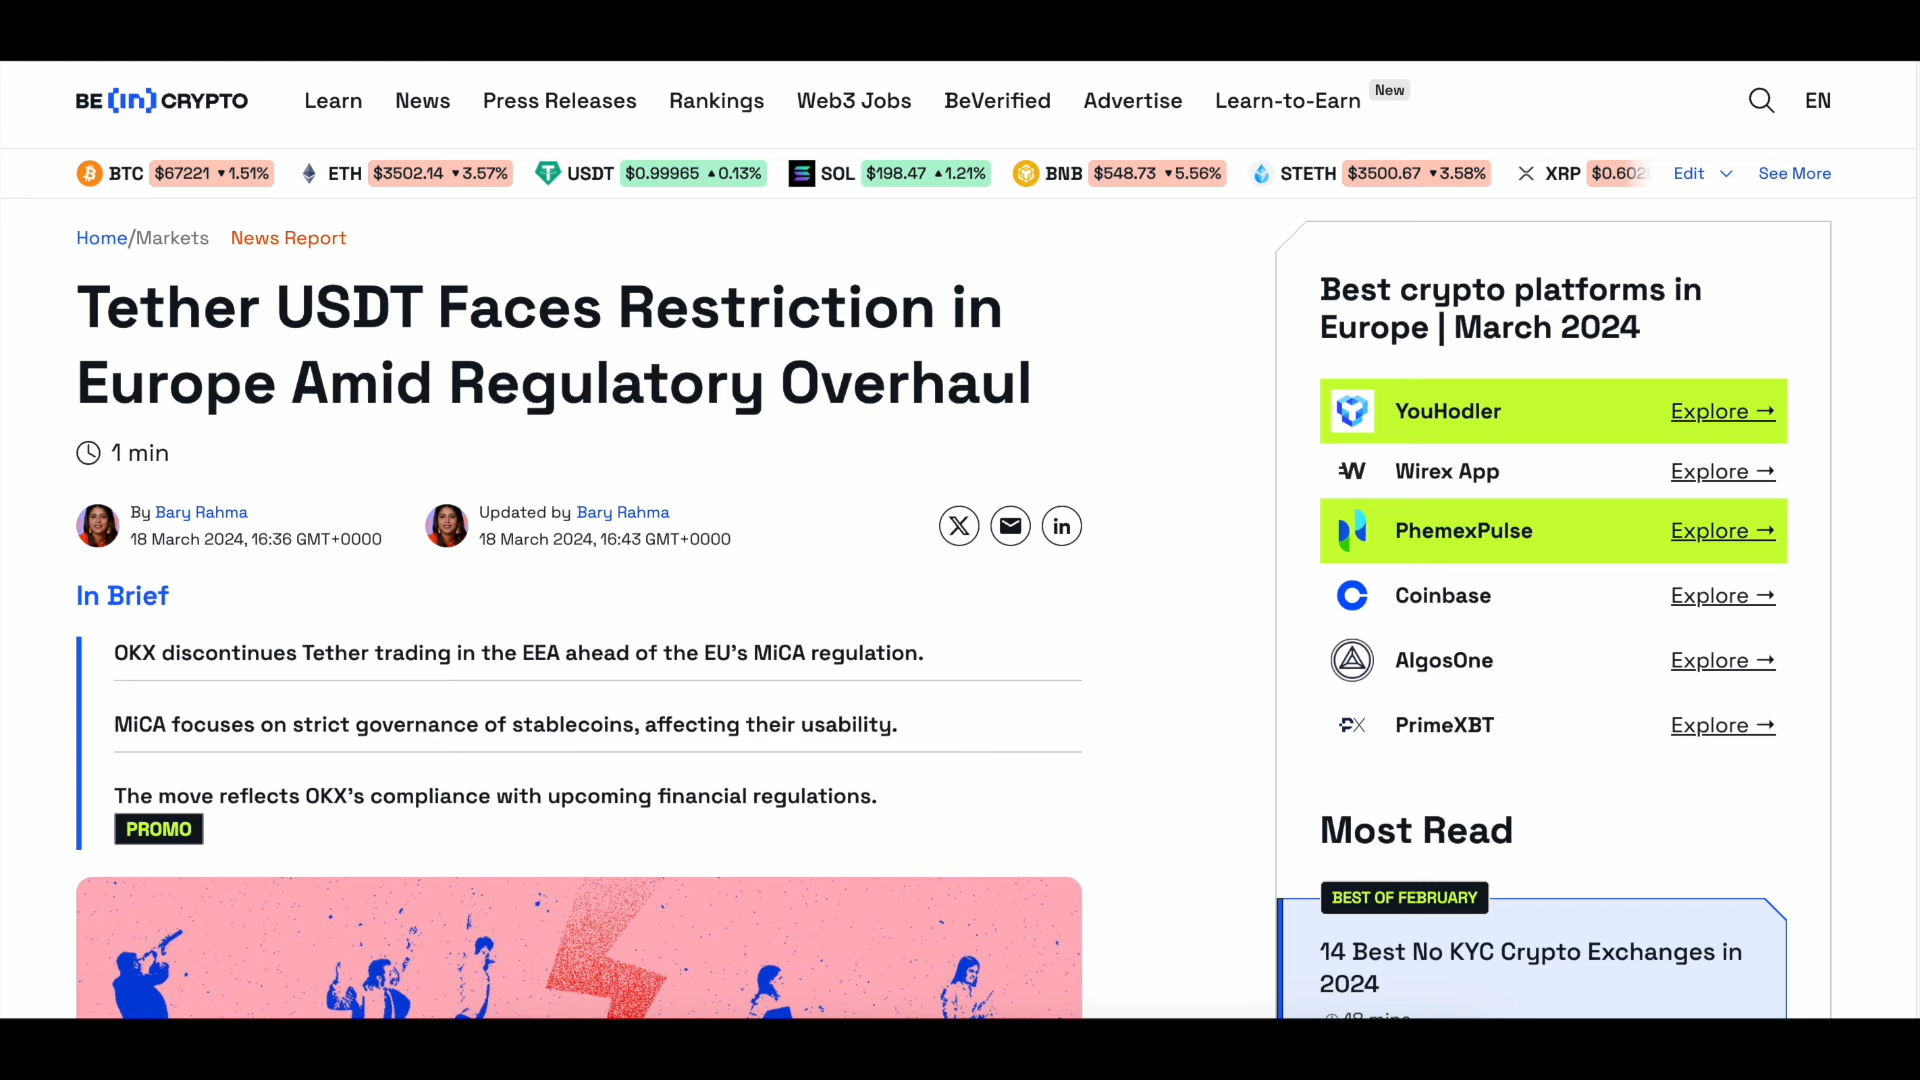 BE [in] CRYPTO
Learn News Press Releases Rankings Web3 Jobs BeVerified Advertise Learn-to-Earn New EN
BTC $67221 ▼1.51% ETH $3502.14 ▼3.57% USDT $0.99965 ▲0.13% SOL $198.47 ▲1.21% BNB $548.73 ▼5.56% STETH $3500.67 ▼3.58% XRP $0.602 Edit See More
Home/Markets News Report
Tether USDT Faces Restriction in
Europe Amid Regulatory Overhaul
1 min
By Bary Rahma
18 March 2024, 16:36 GMT+0000
Updated by Bary Rahma
18 March 2024, 16:43 GMT+0000
In Brief
OKX discontinues Tether trading in the EEA ahead of the EU's MiCA regulation.
MiCA focuses on strict governance of stablecoins, affecting their usability.
The move reflects OKX's compliance with upcoming financial regulations.
PROMO
Best crypto platforms in
Europe | March 2024
YouHodler Explore →
Wirex App Explore →
PhemexPulse Explore →
Coinbase Explore →
AlgosOne Explore →
PrimeXBT Explore →
Most Read
BEST OF FEBRUARY
14 Best No KYC Crypto Exchanges in
2024